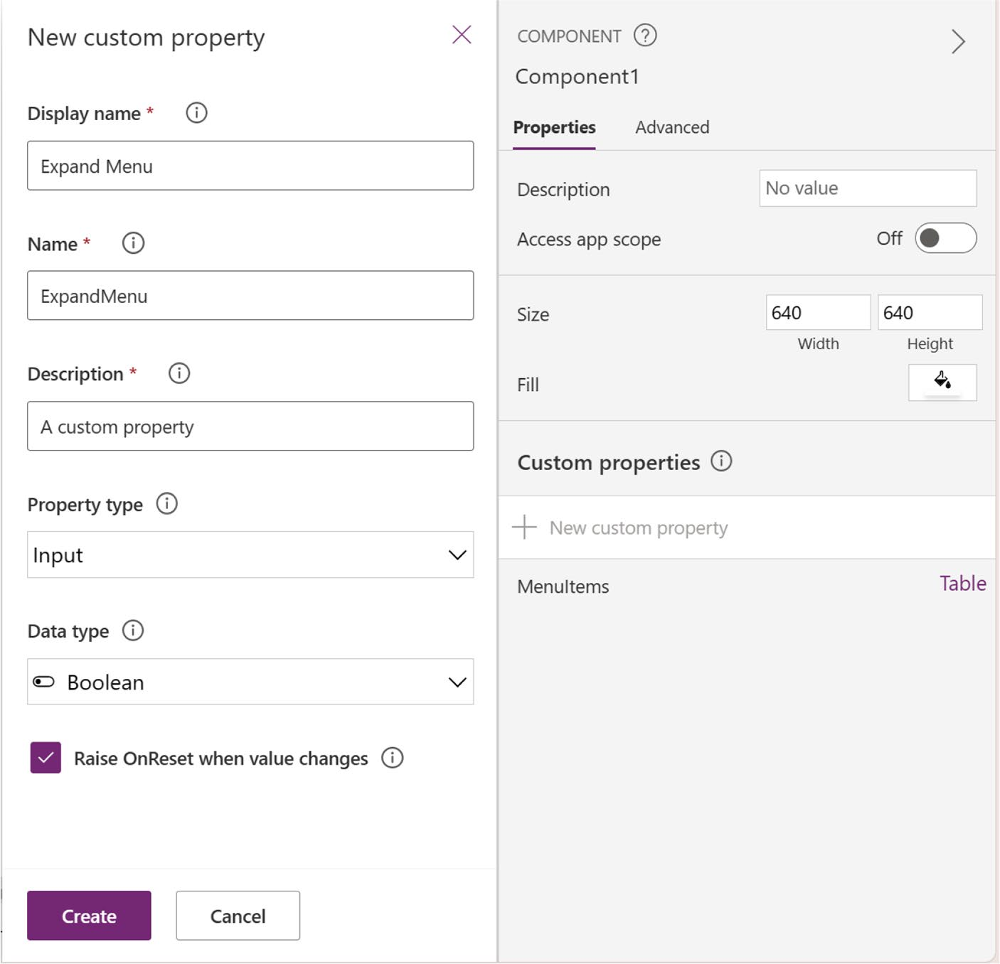 New custom property
Display name *
Expand Menu
Name *
ExpandMenu
Description *
A custom property
Property type
Input
Data type
Boolean
Raise OnReset when value changes
Create
Cancel
COMPONENT
Component1
Properties Advanced
Description No value
Access app scope Off
Size 640 640
Width Height
Fill
Custom properties
New custom property
MenuItems Table